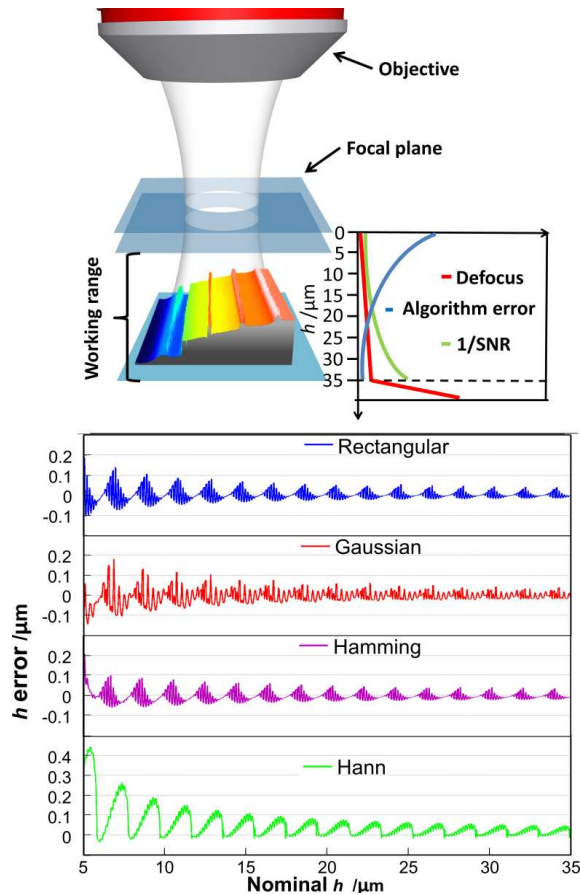 Objective
Focal plane
Working range
0
5
10
15
20
25
30
35
h /μm
Defocus
Algorithm error
1/SNR
h error /μm
0.2
0.1
0
-0.1
Rectangular
0.2
0.1
0
-0.1
Gaussian
0.2
0.1
0
-0.1
Hamming
0.4
0.3
0.2
0.1
0
Hann
5 10 15 20 25 30 35
Nominal h /μm